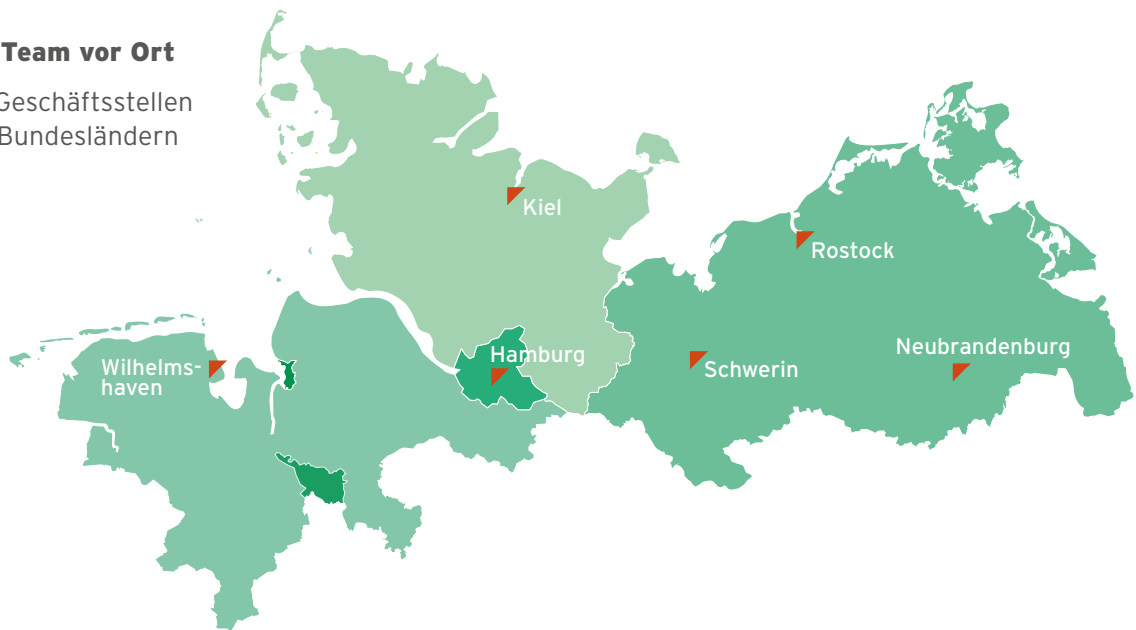 Team vor Ort
Geschäftsstellen
Bundesländern
Kiel
Rostock
Hamburg
Neubrandenburg
Wilhelms-
haven
Schwerin